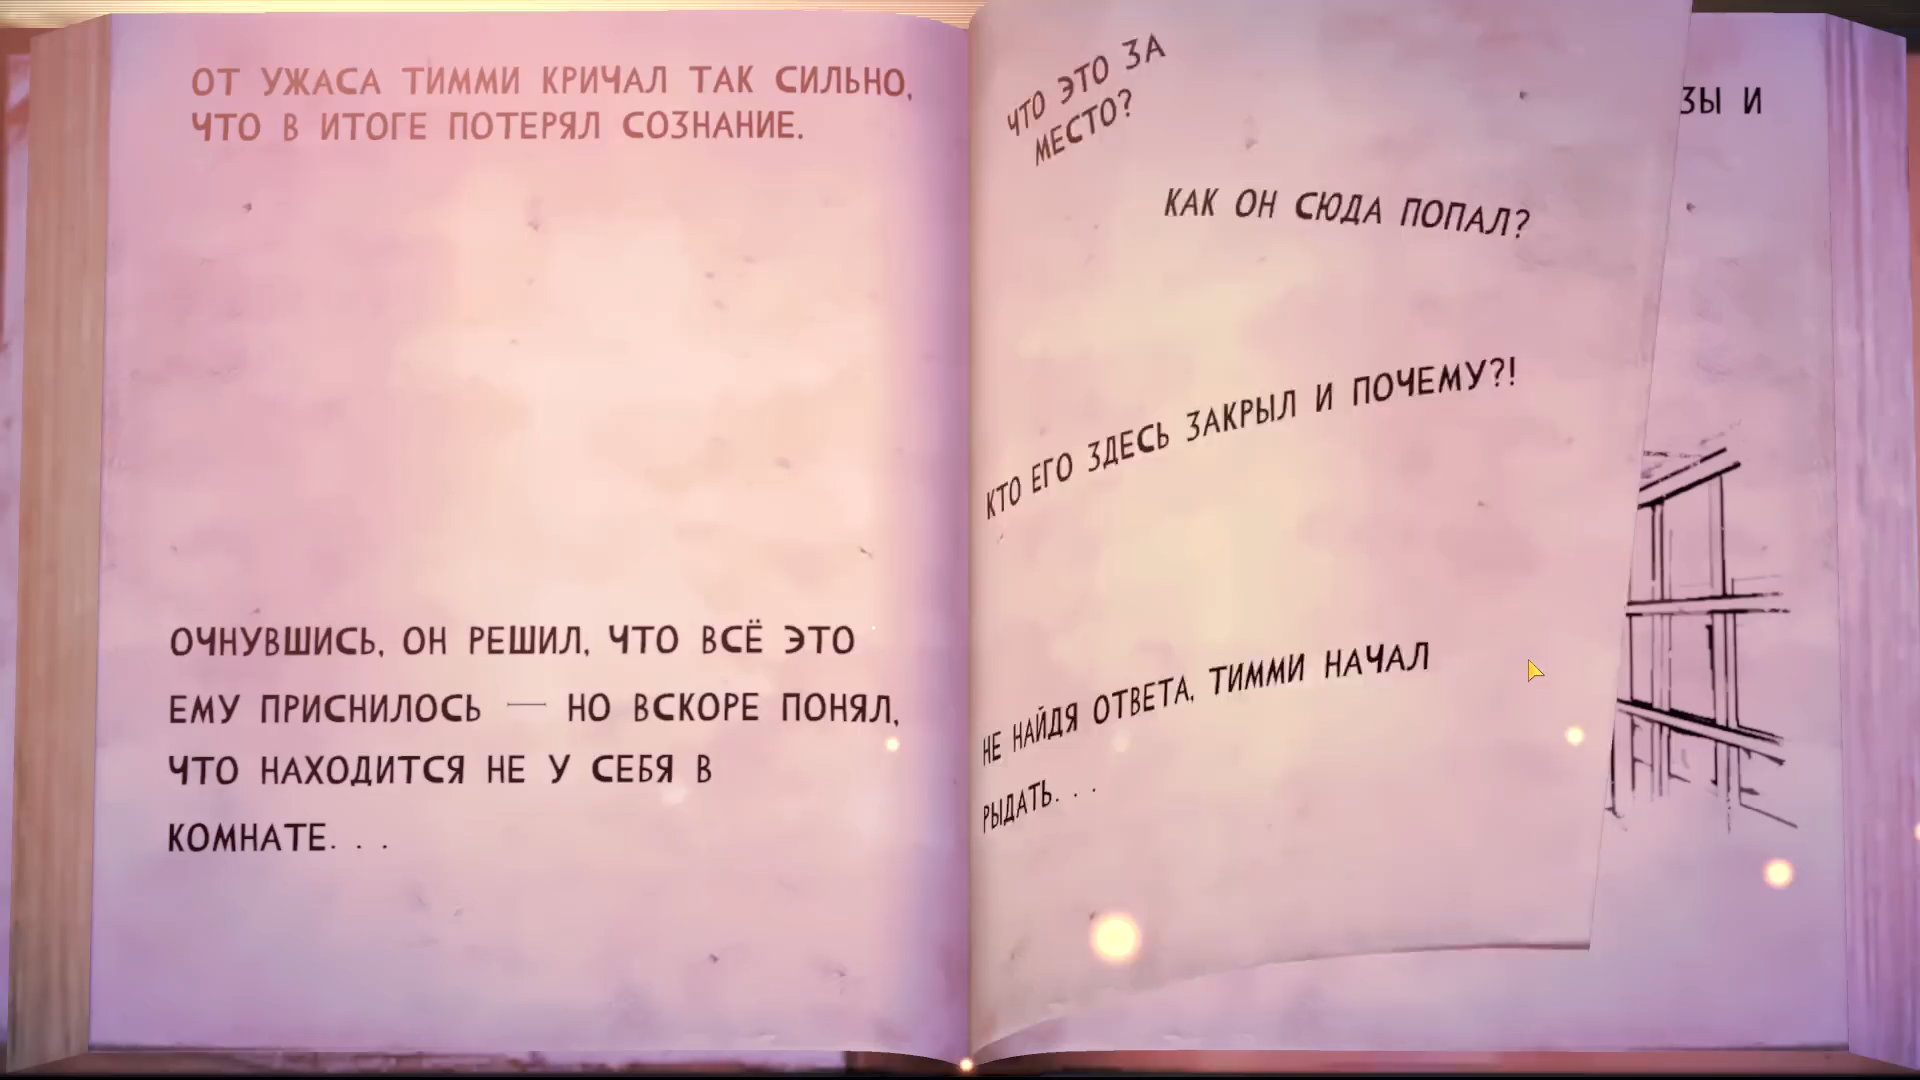 ОТ УЖАСА ТИММИ КРИЧАЛ ТАК СИЛЬНО,
ЧТО В ИТОГЕ ПОТЕРЯЛ СОЗНАНИЕ.
ОЧНУВШИСЬ, ОН РЕШИЛ, ЧТО ВСЁ ЭТО
ЕМУ ПРИСНИЛОСЬ — НО ВСКОРЕ ПОНЯЛ,
ЧТО НАХОДИТСЯ НЕ У СЕБЯ В
КОМНАТЕ. . .
ЧТО ЭТО ЗА
МЕСТО?
КАК ОН СЮДА ПОПАЛ?
КТО ЕГО ЗДЕСЬ ЗАКРЫЛ И ПОЧЕМУ?!
НЕ НАЙДЯ ОТВЕТА, ТИММИ НАЧАЛ
РЫДАТЬ. . .
ЗЫ И